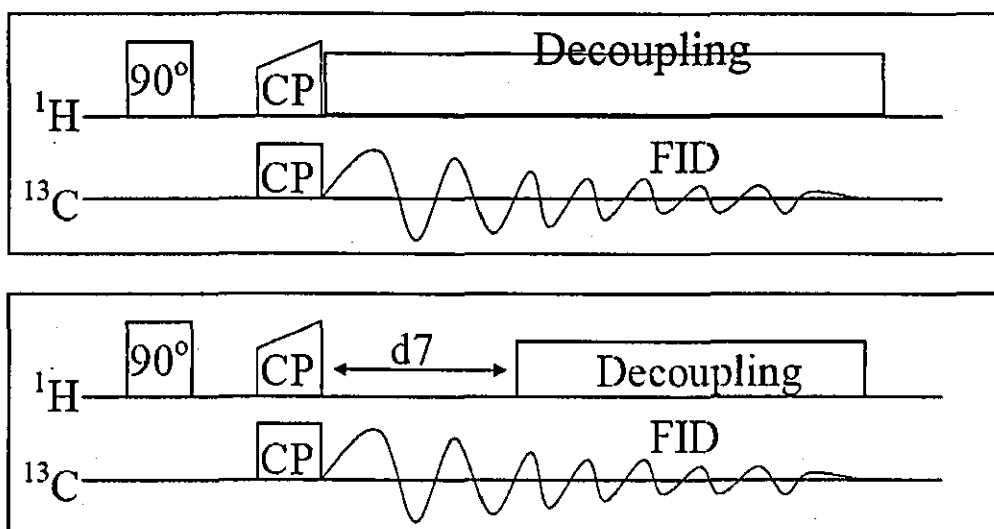 Decoupling
90° CP
¹H
CP FID
¹³C
d7
90° CP Decoupling
¹H
CP FID
¹³C